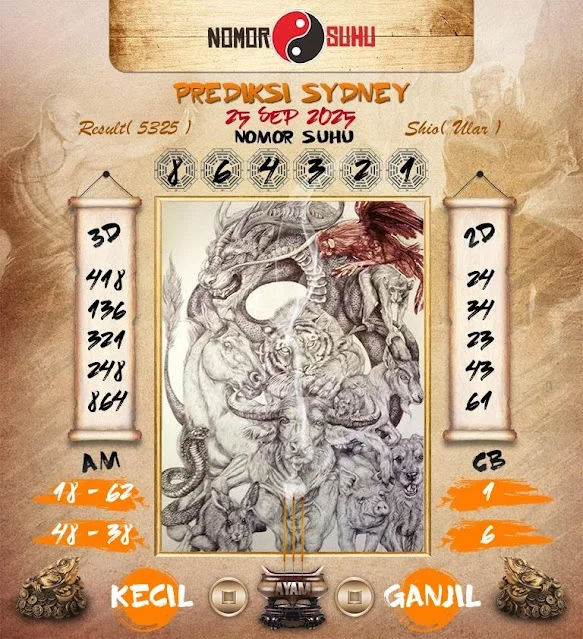 NOMOR SUHU
PREDIKSI SYDNEY
25 SEP 2025
Result( 5325 )
NOMOR SUHU
Shio( Ular )
8 6 4 3 2 1
3D
418
136
321
248
864
2D
24
34
23
43
61
AM
18 - 62
48 - 38
CB
1
6
KECIL
AYAM
GANJIL